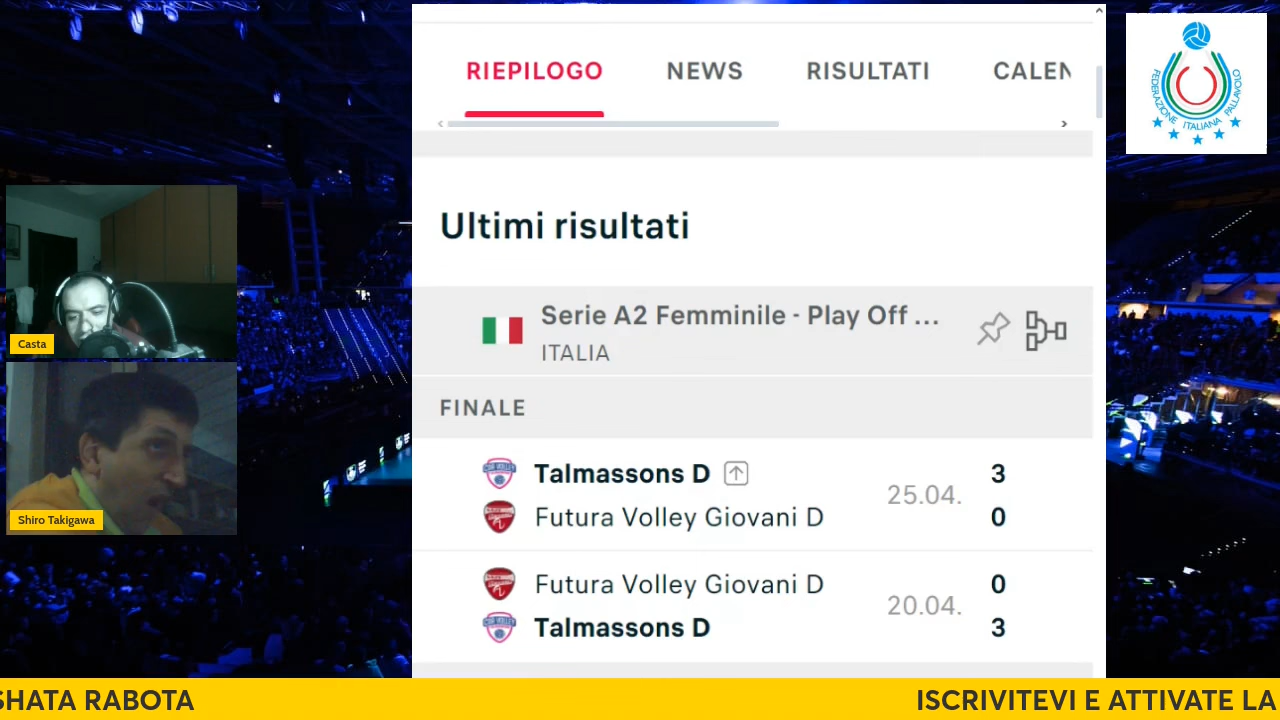 RIEPILOGO NEWS RISULTATI CALEN
Ultimi risultati
Serie A2 Femminile - Play Off ...
ITALIA
FINALE
Talmassons D 3
25.04.
Futura Volley Giovani D 0
Futura Volley Giovani D 0
20.04.
Talmassons D 3
FEDERAZIONE ITALIANA PALLAVOLO
Casta
Shiro Takigawa
SHATA RABOTA ISCRIVITEVI E ATTIVATE LA